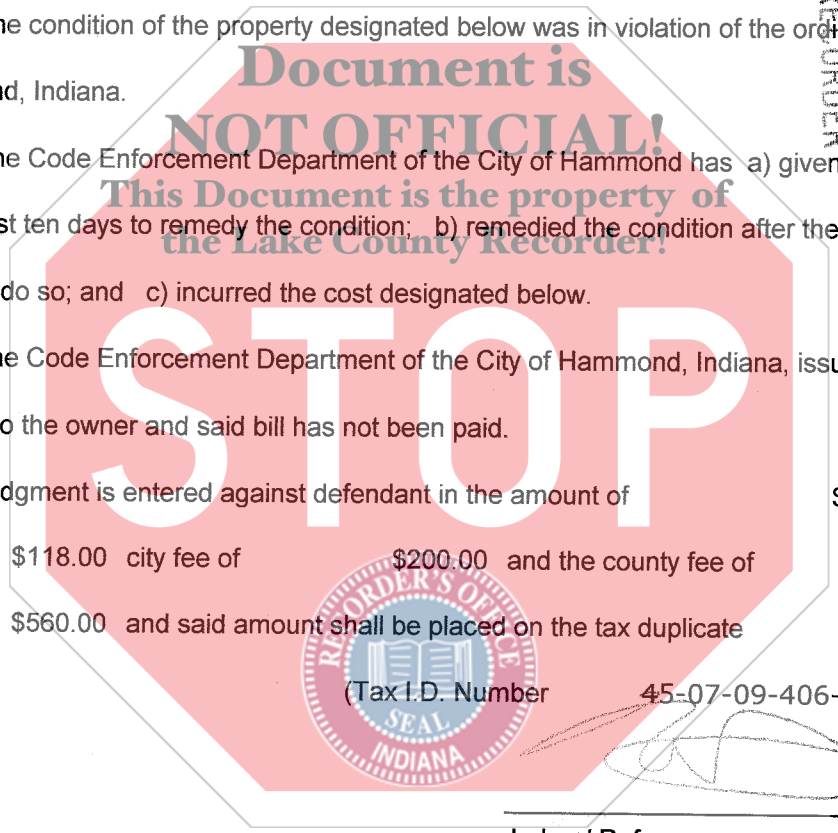 ne condition of the property designated below was in violation of the ordi
Document is
nd, Indiana.
NOT OFFICIAL!
ne Code Enforcement Department of the City of Hammond has a) given
This Document is the property of
st ten days to remedy the condition; b) remedied the condition after the
the Lake County Recorder!
do so; and c) incurred the cost designated below.
STOP
ne Code Enforcement Department of the City of Hammond, Indiana, issu
o the owner and said bill has not been paid.
dgment is entered against defendant in the amount of $
$118.00 city fee of $200.00 and the county fee of
$560.00 and said amount shall be placed on the tax duplicate
(Tax I.D. Number 45-07-09-406-
RECORDER'S OFFICE
SEAL
INDIANA
RECORDER